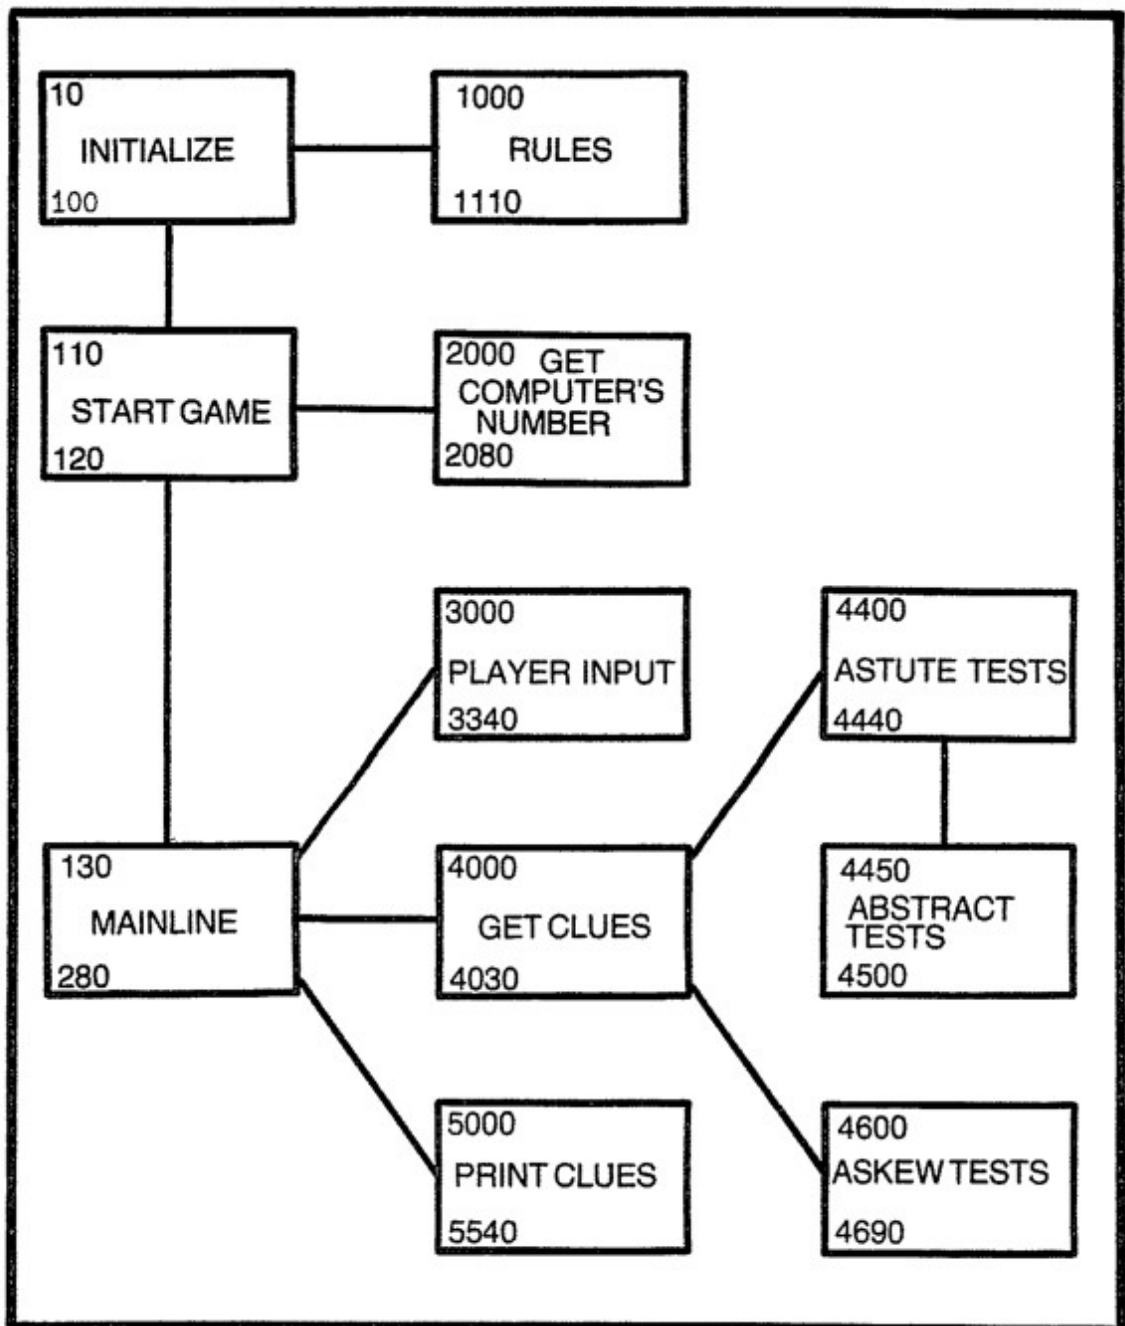 10
INITIALIZE
100
1000
RULES
1110
110
START GAME
120
2000 GET
COMPUTER'S
NUMBER
2080
3000
PLAYER INPUT
3340
4400
ASTUTE TESTS
4440
130
MAINLINE
280
4000
GET CLUES
4030
4450
ABSTRACT
TESTS
4500
5000
PRINT CLUES
5540
4600
ASKEW TESTS
4690